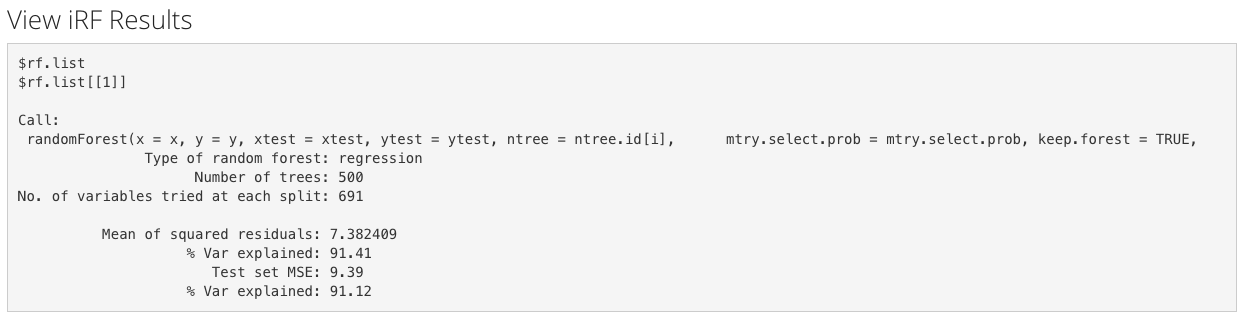 View iRF Results
$rf.list
$rf.list[[1]]
Call:
randomForest(x = x, y = y, xtest = xtest, ytest = ytest, ntree = ntree.id[i],      mtry.select.prob = mtry.select.prob, keep.forest = TRUE,
Type of random forest: regression
Number of trees: 500
No. of variables tried at each split: 691
Mean of squared residuals: 7.382409
% Var explained: 91.41
Test set MSE: 9.39
% Var explained: 91.12